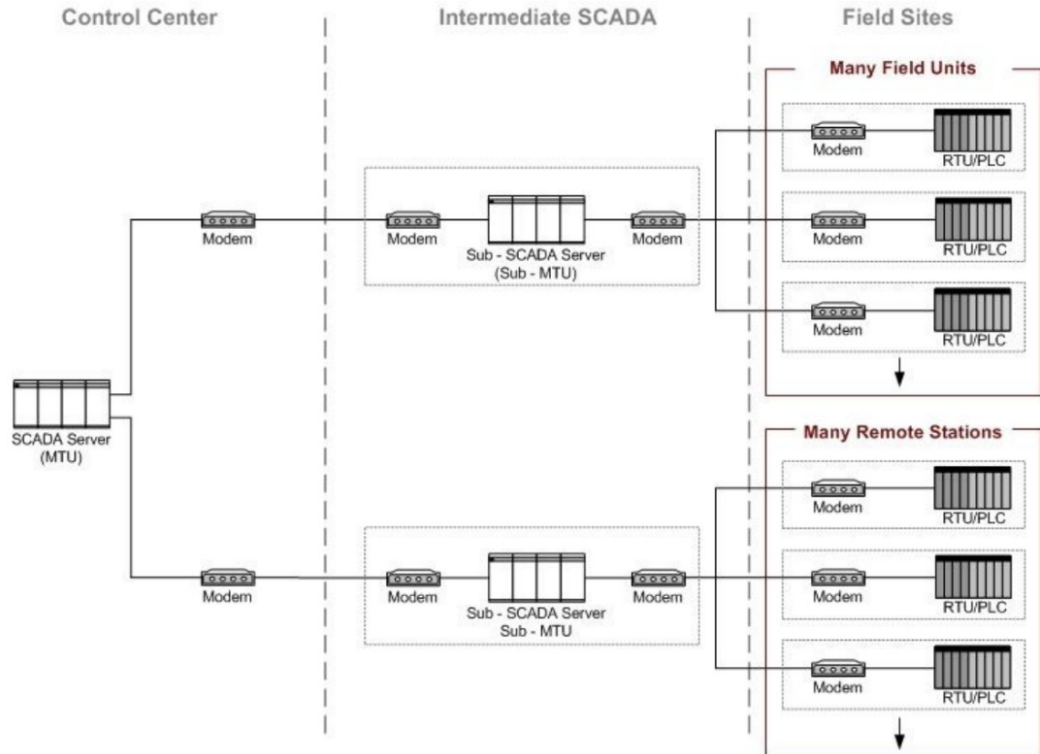 Control Center
Intermediate SCADA
Field Sites
Many Field Units
Modem
RTU/PLC
Modem
RTU/PLC
Modem
RTU/PLC
Modem
Modem
Sub - SCADA Server
(Sub - MTU)
Modem
SCADA Server
(MTU)
Many Remote Stations
Modem
RTU/PLC
Modem
RTU/PLC
Modem
RTU/PLC
Modem
Modem
Sub - SCADA Server
Sub - MTU
Modem